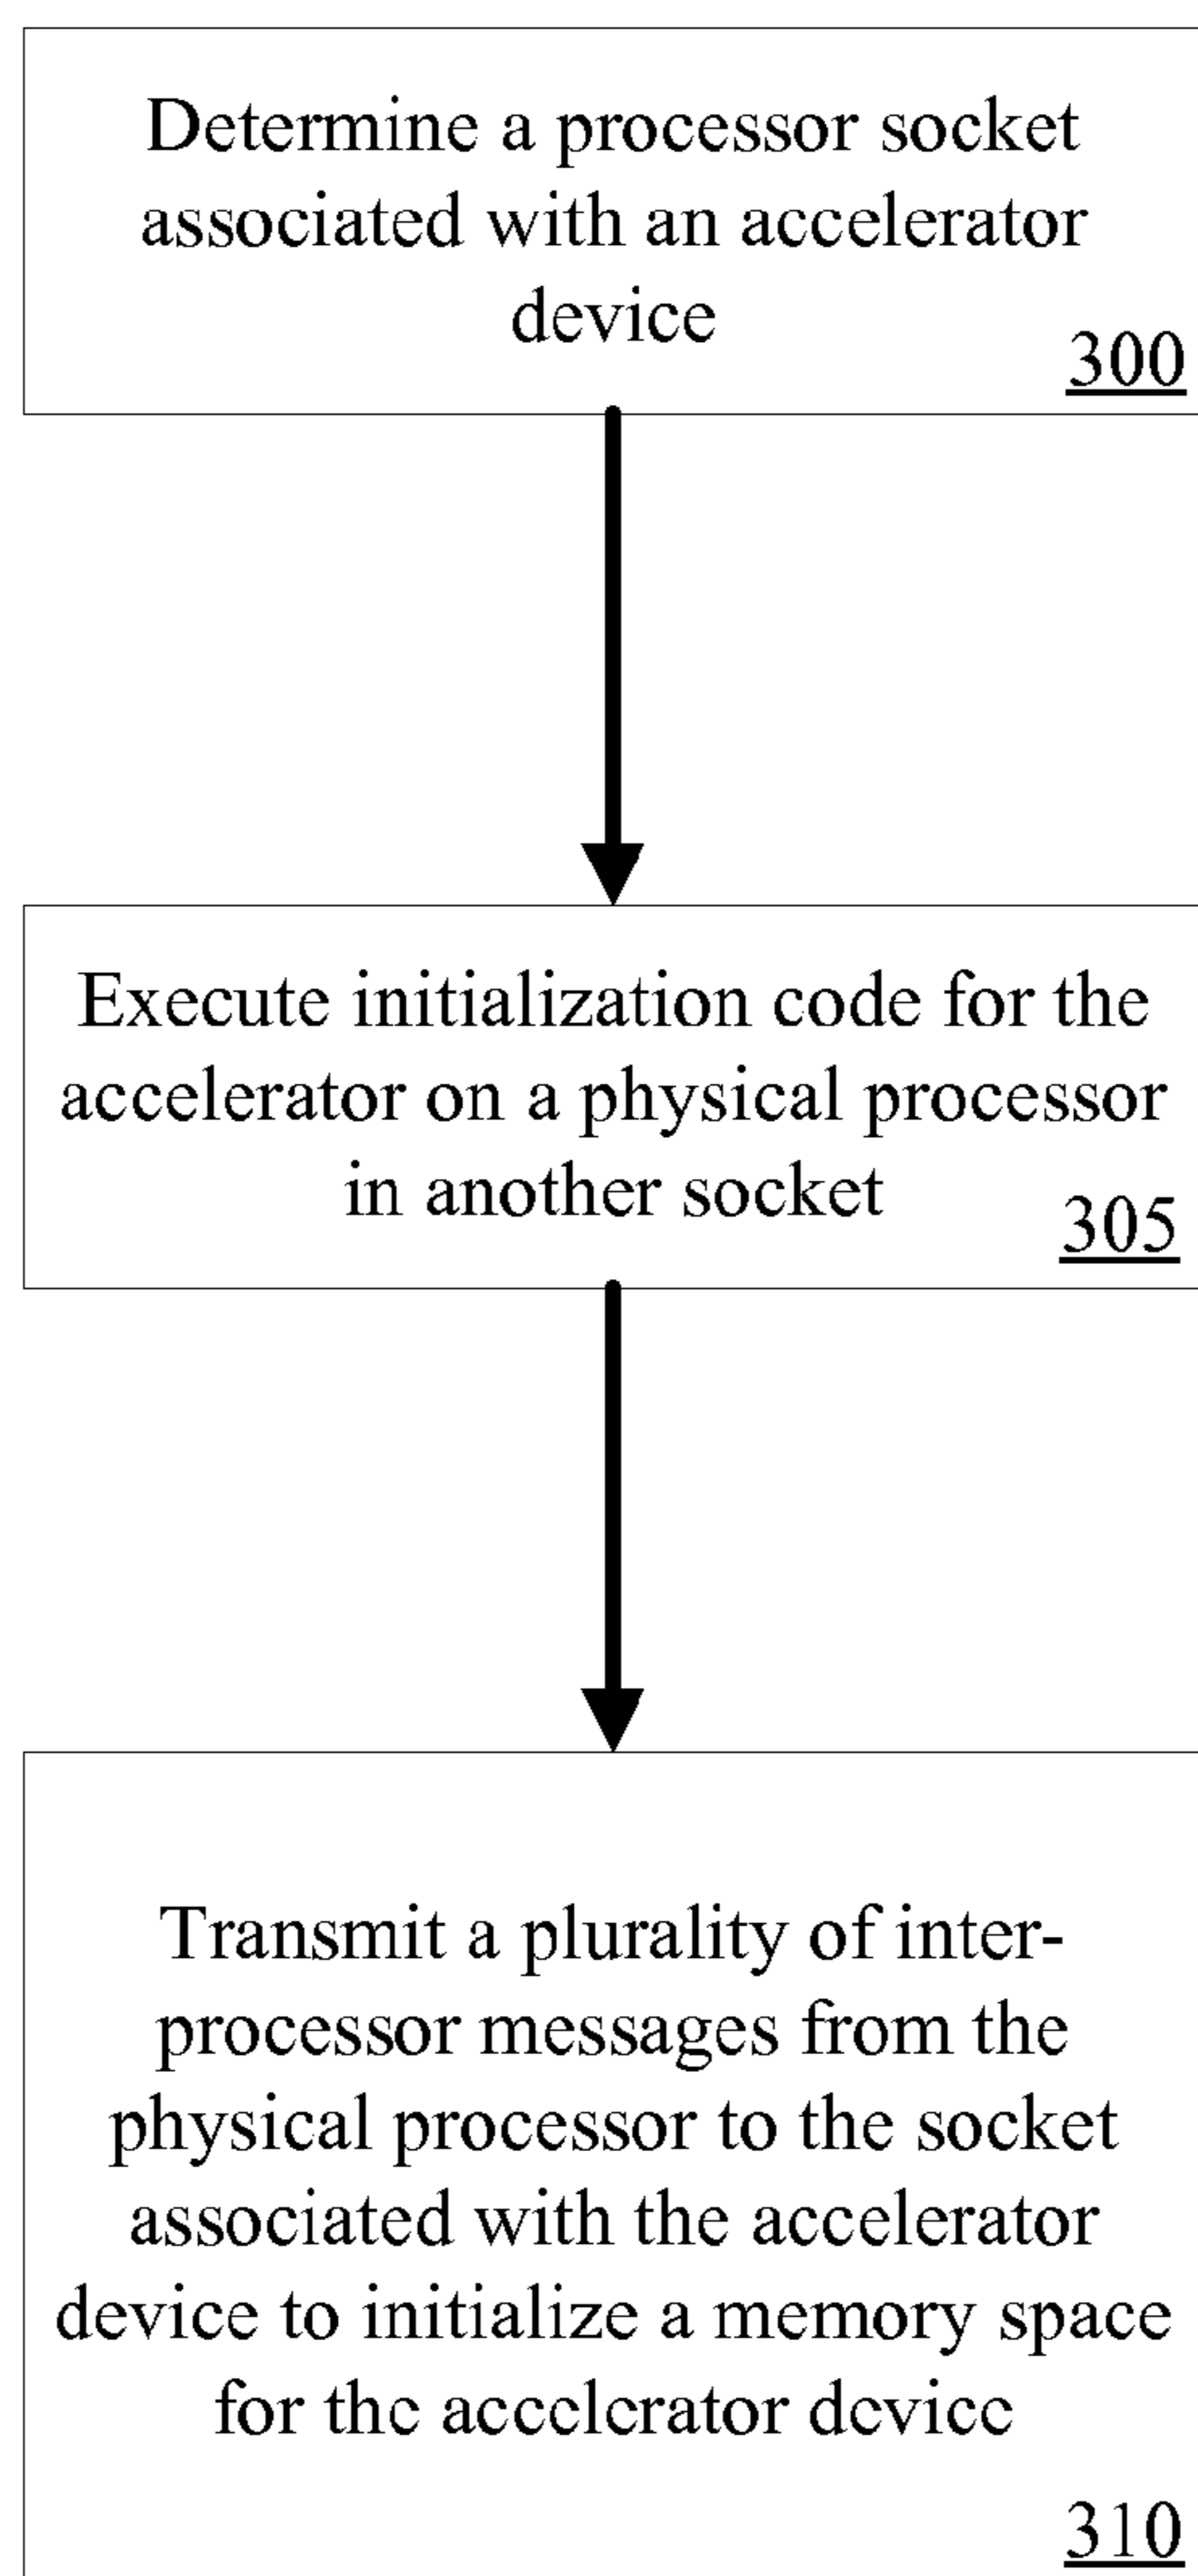 Determine a processor socket
associated with an accelerator
device
300
Execute initialization code for the
accelerator on a physical processor
in another socket
305
Transmit a plurality of inter-
processor messages from the
physical processor to the socket
associated with the accelerator
device to initialize a memory space
for the accelerator device
310